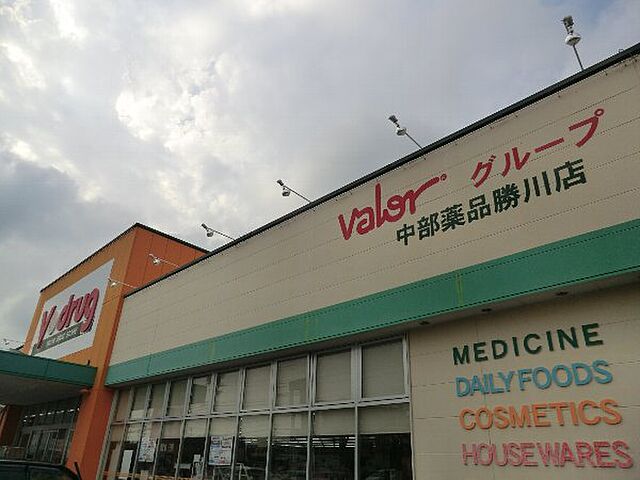 V drug
valor グループ
中部薬品勝川店
MEDICINE
DAILY FOODS
COSMETICS
HOUSEWARES